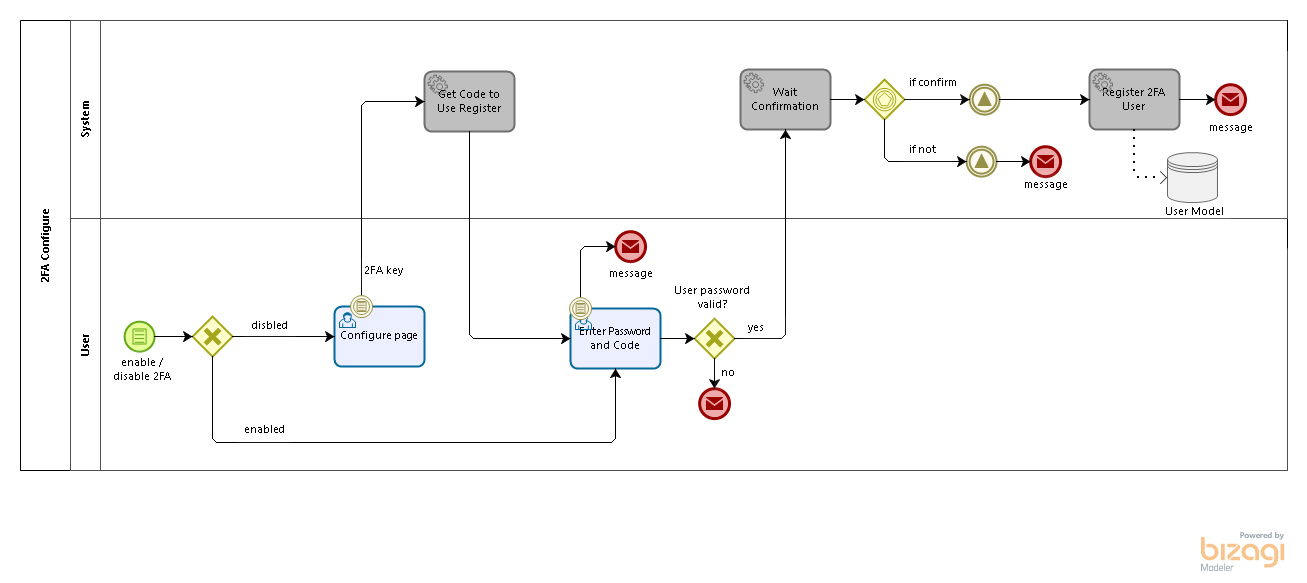 2FA Configure
System
Get Code to
Use Register
Wait
Confirmation
if confirm
Register 2FA
User
message
if not
message
User Model
User
enable /
disable 2FA
disbled
2FA key
Configure page
message
Enter Password
and Code
User password
valid?
yes
no
enabled
Powered by
bizagi
Modeler